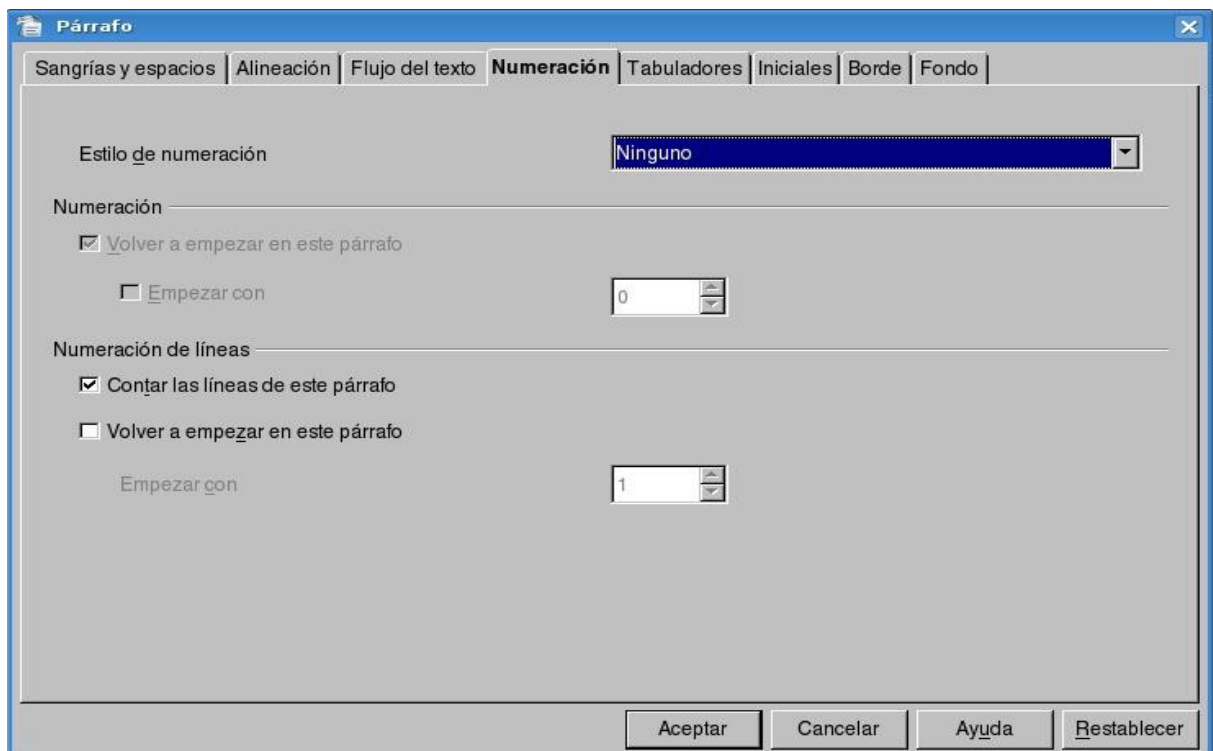 Párrafo
Sangrías y espacios Alineación Flujo del texto Numeración Tabuladores Iniciales Borde Fondo
Estilo de numeración Ninguno
Numeración
Volver a empezar en este párrafo
Empezar con 0
Numeración de líneas
Contar las líneas de este párrafo
Volver a empezar en este párrafo
Empezar con 1
Aceptar Cancelar Ayuda Restablecer